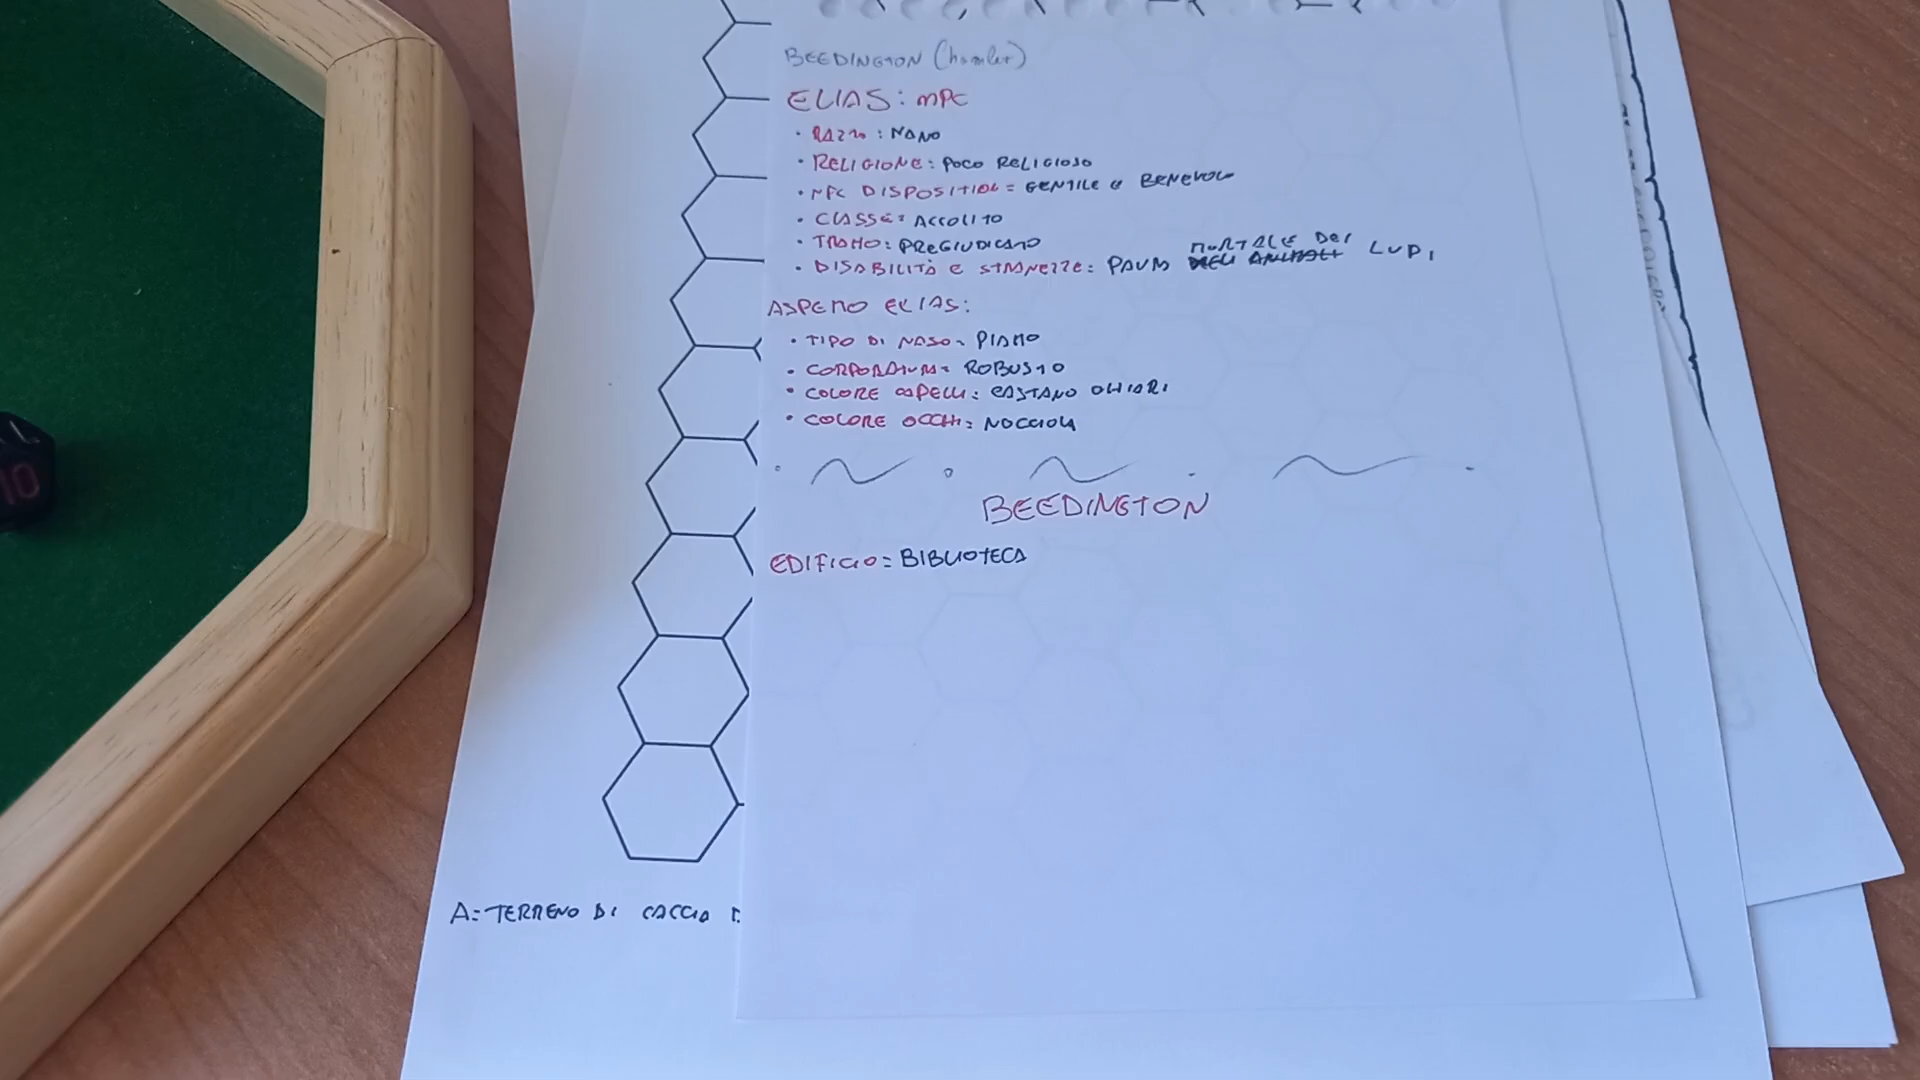 BEEDINGTON (hamlet)
ELIAS: NPC
• RAZZA: NANO
• RELIGIONE: POCO RELIGIOSO
• NPC DISPOSITION = GENTILE e BENEVOLO
• CLASSE: ACCOLITO
• TRATTO: PREGIUDICATO
• DISABILITÀ E STRANEZZE: PAURA MORTALE DEI LUPI
ASPETTO ELIAS:
• TIPO DI NASO: PIATTO
• CORPORATURA: ROBUSTO
• COLORE CAPELLI: CASTANO CHIARI
• COLORE OCCHI: NOCCIOLA
BEEDINGTON
EDIFICIO = BIBLIOTECA
A = TERRENO DI CACCIA
10